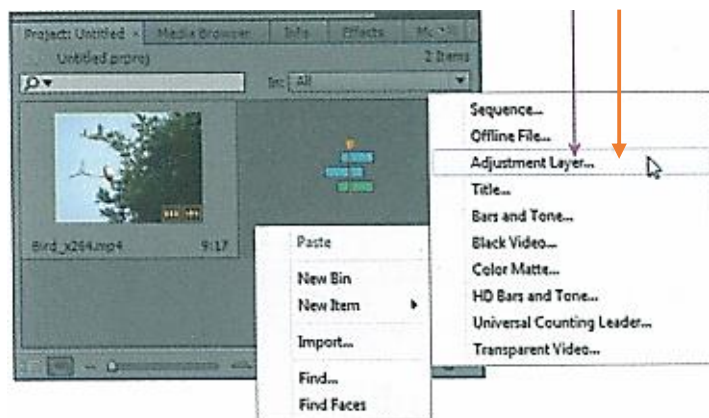 Project: Untitled × Media Browser Info Effects
Untitled.prproj 2 Items
In: All
Bird_x264.mp4 9:17
Paste
New Bin
New Item
Import...
Find...
Find Faces
Sequence...
Offline File...
Adjustment Layer...
Title...
Bars and Tone...
Black Video...
Color Matte...
HD Bars and Tone...
Universal Counting Leader...
Transparent Video...